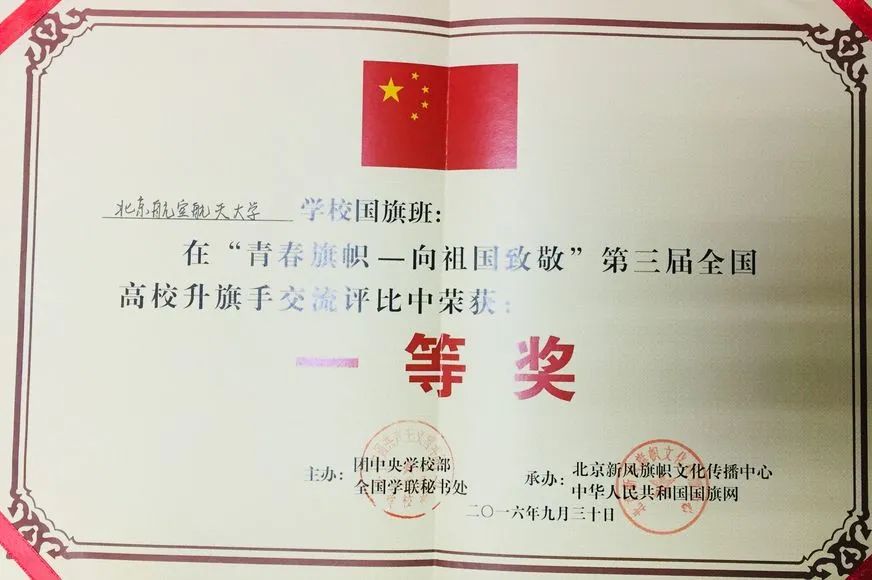 北京航空航天大学 学校国旗班：
在“青春旗帜—向祖国致敬”第三届全国
高校升旗手交流评比中荣获：
一等奖
主办：团中央学校部
全国学联秘书处
承办：北京新风旗帜文化传播中心
中华人民共和国国旗网
二〇一六年九月三十日